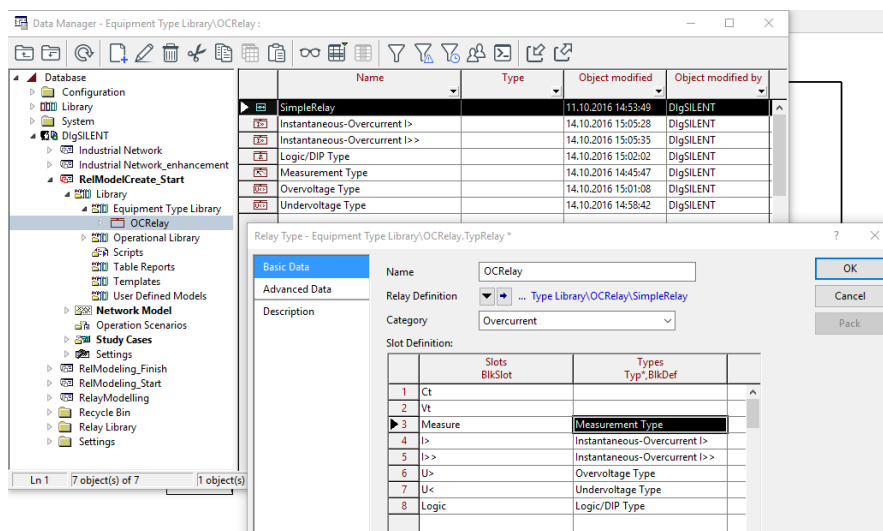 Data Manager - Equipment Type Library\OCRelay :
Name Type Object modified Object modified by
SimpleRelay 11.10.2016 14:53:49 DIgSILENT
Instantaneous-Overcurrent I> 14.10.2016 15:05:28 DIgSILENT
Instantaneous-Overcurrent I>> 14.10.2016 15:05:35 DIgSILENT
Logic/DIP Type 14.10.2016 15:02:02 DIgSILENT
Measurement Type 14.10.2016 14:45:47 DIgSILENT
Overvoltage Type 14.10.2016 15:01:08 DIgSILENT
Undervoltage Type 14.10.2016 14:58:42 DIgSILENT
Database
Configuration
Library
System
DIgSILENT
Industrial Network
Industrial Network_enhancement
RelModelCreate_Start
Library
Equipment Type Library
OCRelay
Operational Library
Scripts
Table Reports
Templates
User Defined Models
Network Model
Operation Scenarios
Study Cases
Settings
RelModeling_Finish
RelModeling_Start
RelayModelling
Recycle Bin
Relay Library
Settings
Ln 1 7 object(s) of 7 1 object(s)
Relay Type - Equipment Type Library\OCRelay.TypRelay * ? ×
Basic Data
Advanced Data
Description
Name OCRelay
Relay Definition ... Type Library\OCRelay\SimpleRelay
Category Overcurrent
Slot Definition:
Slots Types
BlkSlot Typ*,BlkDef
1 Ct
2 Vt
3 Measure Measurement Type
4 I> Instantaneous-Overcurrent I>
5 I>> Instantaneous-Overcurrent I>>
6 U> Overvoltage Type
7 U< Undervoltage Type
8 Logic Logic/DIP Type
OK
Cancel
Pack